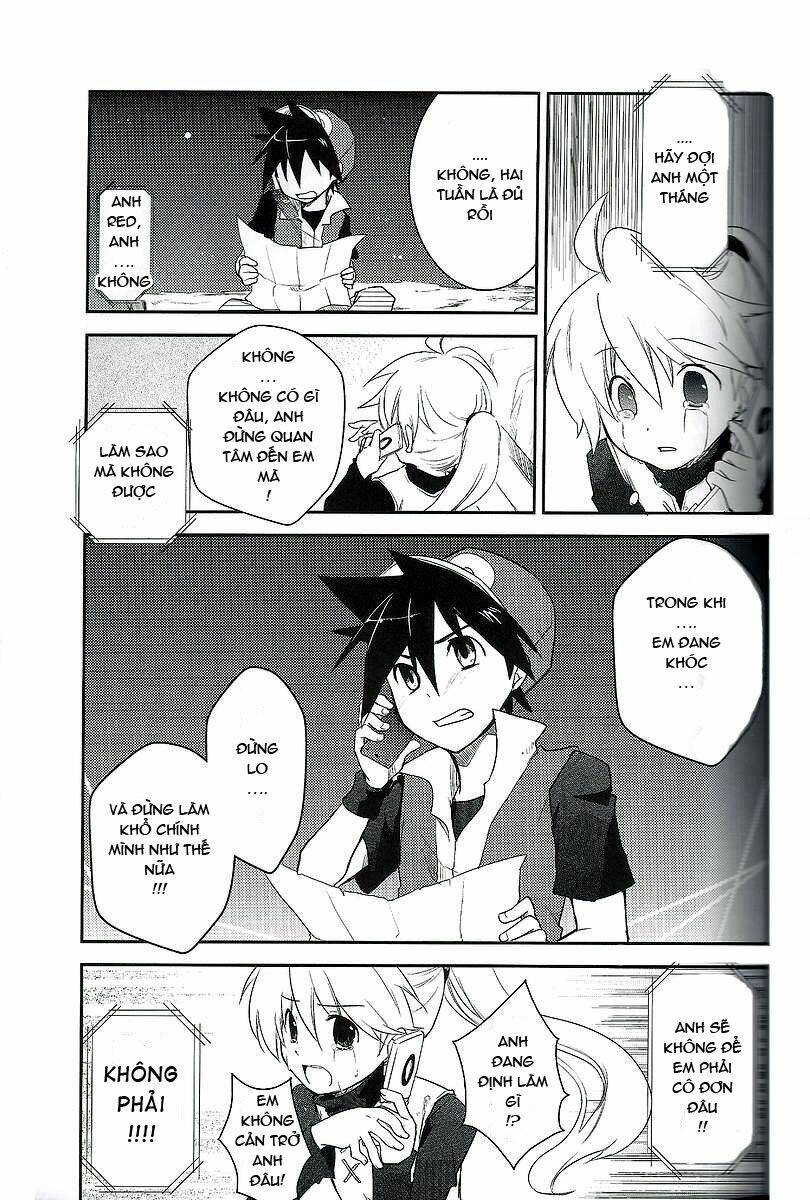 ....
HÃY ĐỢI
ANH MỘT
THÁNG
....
KHÔNG, HAI
TUẦN LÀ ĐỦ
RỒI
ANH
RED,
ANH
....
KHÔNG
KHÔNG
...
KHÔNG CÓ GÌ
ĐÂU, ANH
ĐỪNG QUAN
TÂM ĐẾN EM
MÀ
!
LÀM SAO
MÀ KHÔNG
ĐƯỢC
TRONG KHI
....
EM ĐANG
KHÓC
...
ĐỪNG
LO
....
VÀ ĐỪNG LÀM
KHỔ CHÍNH
MÌNH NHƯ THẾ
NỮA
!!!
ANH SẼ
KHÔNG ĐỂ
EM PHẢI
CÔ ĐƠN
ĐÂU
!!
ANH
ĐANG
ĐỊNH LÀM
GÌ
!?
EM
KHÔNG
CẢN TRỞ
ANH
ĐÂU!
KHÔNG
PHẢI
!!!!